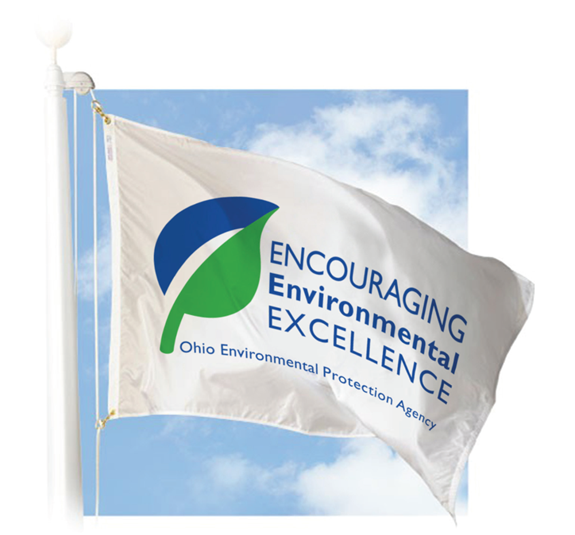 ENCOURAGING
Environmental
EXCELLENCE
Ohio Environmental Protection Agency